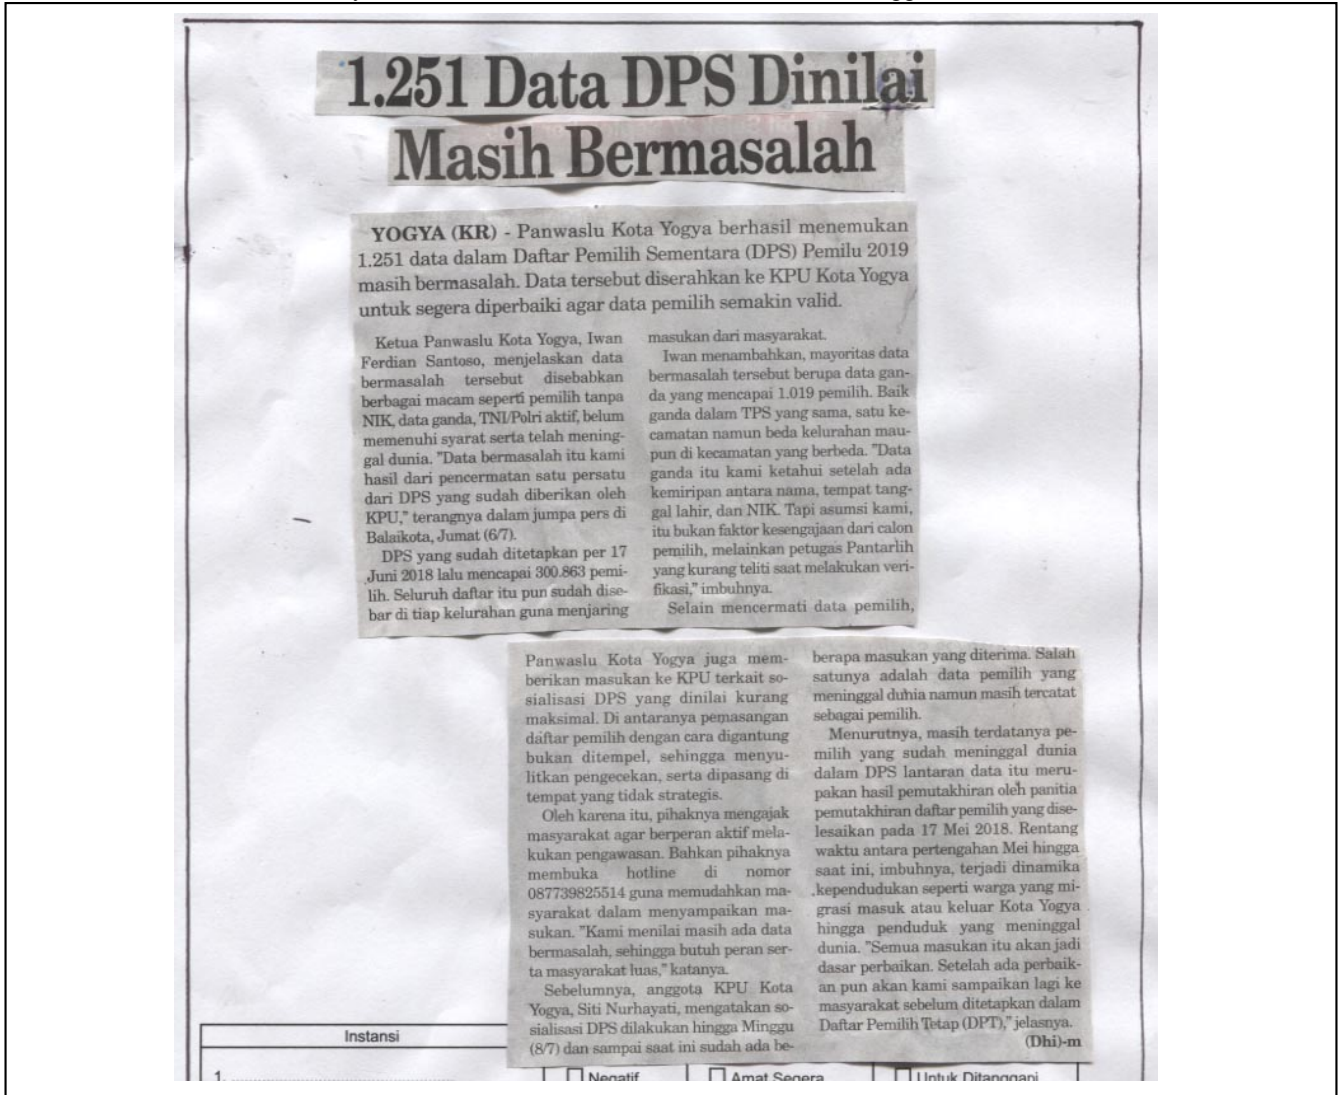 1.251 Data DPS Dinilai
Masih Bermasalah
YOGYA (KR) - Panwaslu Kota Yogya berhasil menemukan
1.251 data dalam Daftar Pemilih Sementara (DPS) Pemilu 2019
masih bermasalah. Data tersebut diserahkan ke KPU Kota Yogya
untuk segera diperbaiki agar data pemilih semakin valid.
Ketua Panwaslu Kota Yogya, Iwan
Ferdian Santoso, menjelaskan data
bermasalah tersebut disebabkan
berbagai macam seperti pemilih tanpa
NIK, data ganda, TNI/Polri aktif, belum
memenuhi syarat serta telah mening-
gal dunia. "Data bermasalah itu kami
hasil dari pencermatan satu persatu
dari DPS yang sudah diberikan oleh
KPU," terangnya dalam jumpa pers di
Balaikota, Jumat (6/7).
DPS yang sudah ditetapkan per 17
Juni 2018 lalu mencapai 300.863 pemi-
lih. Seluruh daftar itu pun sudah dise-
bar di tiap kelurahan guna menjaring
masukan dari masyarakat.
Iwan menambahkan, mayoritas data
bermasalah tersebut berupa data gan-
da yang mencapai 1.019 pemilih. Baik
ganda dalam TPS yang sama, satu ke-
camatan namun beda kelurahan mau-
pun di kecamatan yang berbeda. "Data
ganda itu kami ketahui setelah ada
kemiripan antara nama, tempat tang-
gal lahir, dan NIK. Tapi asumsi kami,
itu bukan faktor kesengajaan dari calon
pemilih, melainkan petugas Pantarlih
yang kurang teliti saat melakukan veri-
fikasi," imbuhnya.
Selain mencermati data pemilih,
Panwaslu Kota Yogya juga mem-
berikan masukan ke KPU terkait so-
sialisasi DPS yang dinilai kurang
maksimal. Di antaranya pemasangan
daftar pemilih dengan cara digantung
bukan ditempel, sehingga menyu-
litkan pengecekan, serta dipasang di
tempat yang tidak strategis.
Oleh karena itu, pihaknya mengajak
masyarakat agar berperan aktif mela-
kukan pengawasan. Bahkan pihaknya
membuka hotline di nomor
087739825514 guna memudahkan ma-
syarakat dalam menyampaikan ma-
sukan. "Kami menilai masih ada data
bermasalah, sehingga butuh peran ser-
ta masyarakat luas," katanya.
Sebelumnya, anggota KPU Kota
Yogya, Siti Nurhayati, mengatakan so-
sialisasi DPS dilakukan hingga Minggu
(8/7) dan sampai saat ini sudah ada be-
berapa masukan yang diterima. Salah
satunya adalah data pemilih yang
meninggal dunia namun masih tercatat
sebagai pemilih.
Menurutnya, masih terdatanya pe-
milih yang sudah meninggal dunia
dalam DPS lantaran data itu meru-
pakan hasil pemutakhiran oleh panitia
pemutakhiran daftar pemilih yang dise-
lesaikan pada 17 Mei 2018. Rentang
waktu antara pertengahan Mei hingga
saat ini, imbuhnya, terjadi dinamika
kependudukan seperti warga yang mi-
grasi masuk atau keluar Kota Yogya
hingga penduduk yang meninggal
dunia. "Semua masukan itu akan jadi
dasar perbaikan. Setelah ada perbaik-
an pun akan kami sampaikan lagi ke
masyarakat sebelum ditetapkan dalam
Daftar Pemilih Tetap (DPT)," jelasnya.
(Dhi)-m
Instansi
1.
Negatif
Amat Segera
Untuk Ditanggapi